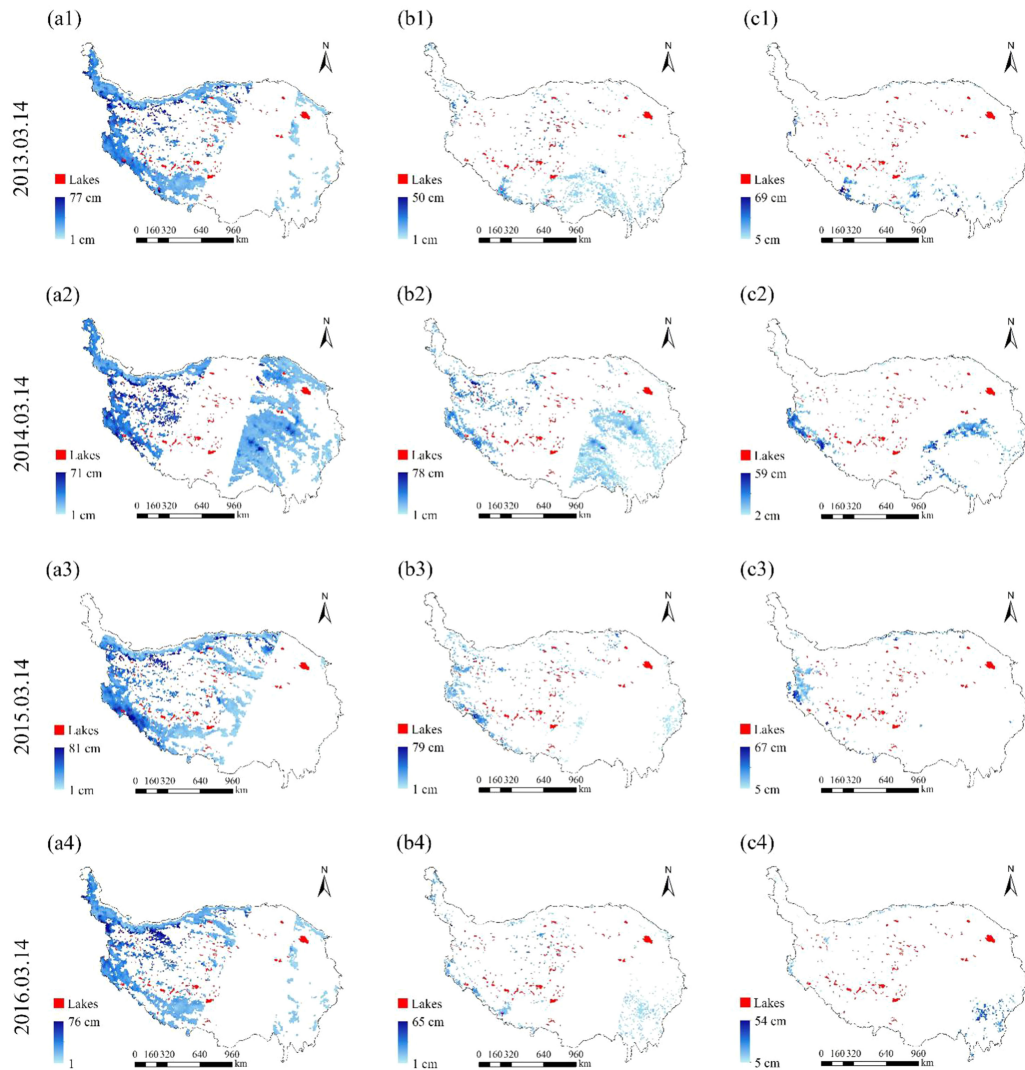 (a1) (b1) (c1)
N N N
2013.03.14
Lakes Lakes Lakes
77 cm 50 cm 69 cm
1 cm 1 cm 5 cm
0 160 320 640 960 0 160 320 640 960 0 160 320 640 960
km km km
(a2) (b2) (c2)
N N N
2014.03.14
Lakes Lakes Lakes
71 cm 78 cm 59 cm
1 cm 1 cm 2 cm
0 160 320 640 960 0 160 320 640 960 0 160 320 640 960
km km km
(a3) (b3) (c3)
N N N
2015.03.14
Lakes Lakes Lakes
81 cm 79 cm 67 cm
1 cm 1 cm 5 cm
0 160 320 640 960 0 160 320 640 960 0 160 320 640 960
km km km
(a4) (b4) (c4)
N N N
2016.03.14
Lakes Lakes Lakes
76 cm 65 cm 54 cm
1 1 cm 5 cm
0 160 320 640 960 0 160 320 640 960 0 160 320 640 960
km km km